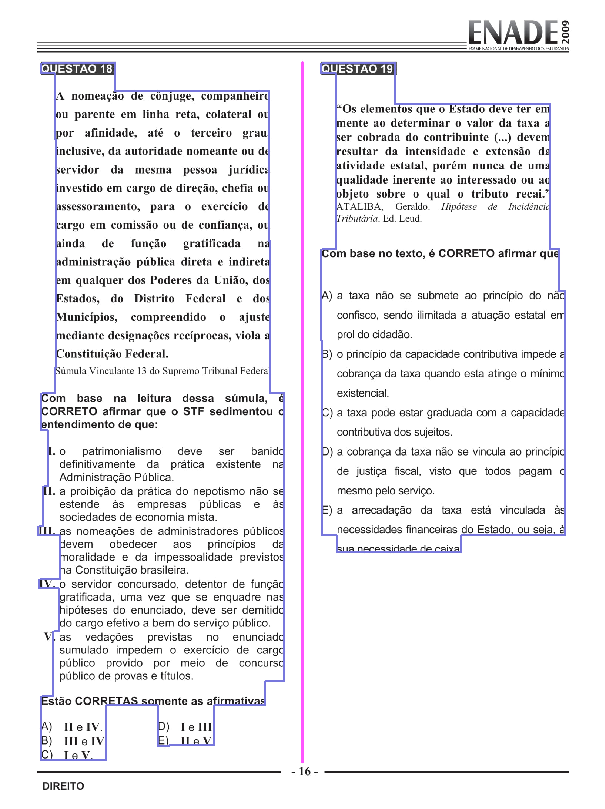 ENADE 2009
EXAME NACIONAL DE DESEMPENHO DOS ESTUDANTES
QUESTÃO 18
A nomeação de cônjuge, companheiro
ou parente em linha reta, colateral ou
por afinidade, até o terceiro grau,
inclusive, da autoridade nomeante ou de
servidor da mesma pessoa jurídica
investido em cargo de direção, chefia ou
assessoramento, para o exercício de
cargo em comissão ou de confiança, ou
ainda de função gratificada na
administração pública direta e indireta
em qualquer dos Poderes da União, dos
Estados, do Distrito Federal e dos
Municípios, compreendido o ajuste
mediante designações recíprocas, viola a
Constituição Federal.
Súmula Vinculante 13 do Supremo Tribunal Federal
Com base na leitura dessa súmula, é
CORRETO afirmar que o STF sedimentou o
entendimento de que:
I. o patrimonialismo deve ser banido
definitivamente da prática existente na
Administração Pública.
II. a proibição da prática do nepotismo não se
estende às empresas públicas e às
sociedades de economia mista.
III. as nomeações de administradores públicos
devem obedecer aos princípios da
moralidade e da impessoalidade previstos
na Constituição brasileira.
IV. o servidor concursado, detentor de função
gratificada, uma vez que se enquadre nas
hipóteses do enunciado, deve ser demitido
do cargo efetivo a bem do serviço público.
V. as vedações previstas no enunciado
sumulado impedem o exercício de cargo
público provido por meio de concurso
público de provas e títulos.
Estão CORRETAS somente as afirmativas
A) II e IV.
B) III e IV
C) I e V.
D) I e III
E) II e V
QUESTÃO 19
“Os elementos que o Estado deve ter em
mente ao determinar o valor da taxa a
ser cobrada do contribuinte (...) devem
resultar da intensidade e extensão da
atividade estatal, porém nunca de uma
qualidade inerente ao interessado ou ao
objeto sobre o qual o tributo recai.”
ATALIBA, Geraldo. Hipótese de Incidência
Tributária. Ed. Leud.
Com base no texto, é CORRETO afirmar que
A) a taxa não se submete ao princípio do não
confisco, sendo ilimitada a atuação estatal em
prol do cidadão.
B) o princípio da capacidade contributiva impede a
cobrança da taxa quando esta atinge o mínimo
existencial.
C) a taxa pode estar graduada com a capacidade
contributiva dos sujeitos.
D) a cobrança da taxa não se vincula ao princípio
de justiça fiscal, visto que todos pagam o
mesmo pelo serviço.
E) a arrecadação da taxa está vinculada às
necessidades financeiras do Estado, ou seja, à
sua necessidade de caixa
- 16 -
DIREITO